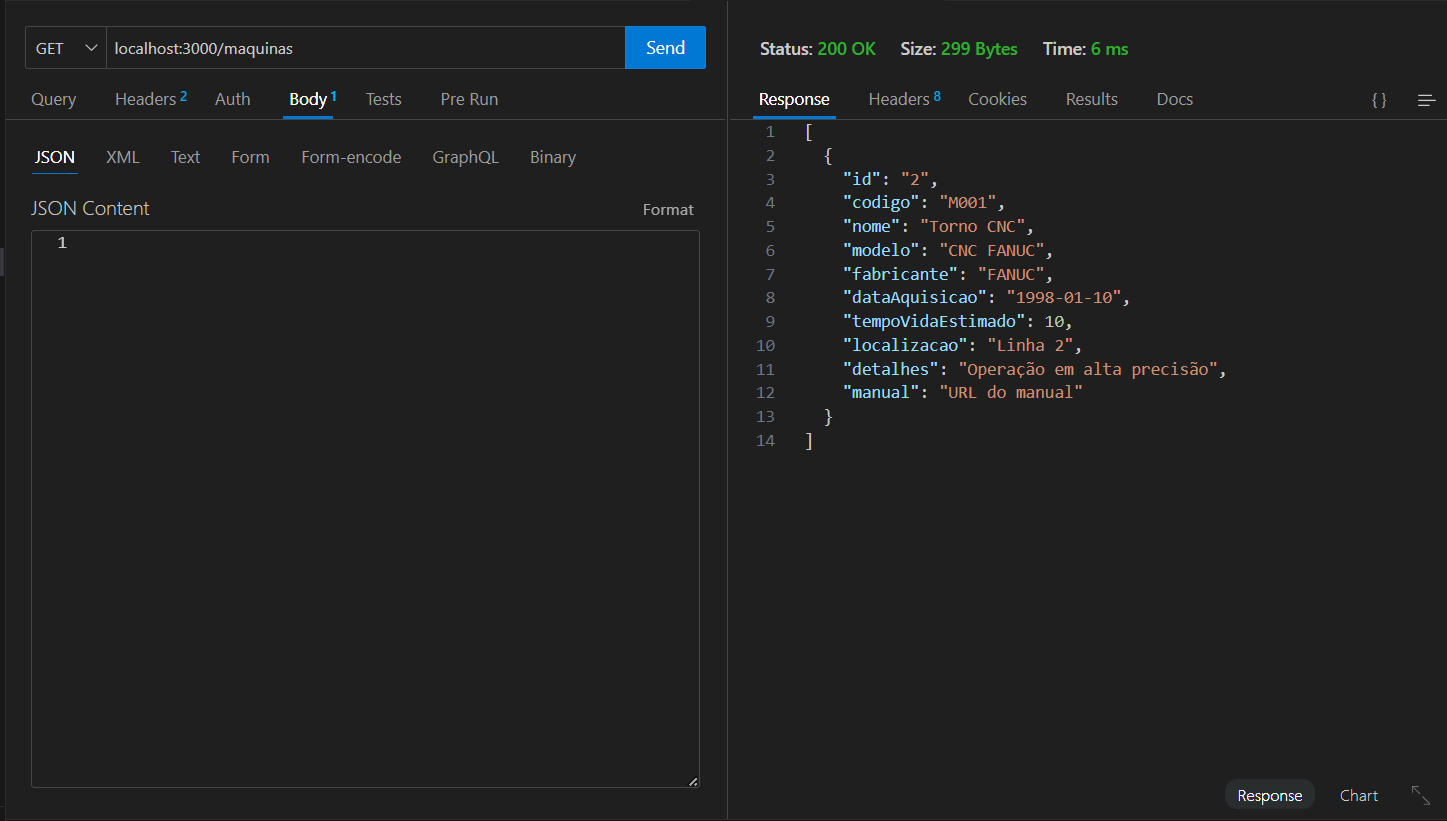 GET localhost:3000/maquinas Send
Query Headers 2 Auth Body 1 Tests Pre Run
JSON XML Text Form Form-encode GraphQL Binary
JSON Content Format
1
Status: 200 OK Size: 299 Bytes Time: 6 ms
Response Headers 8 Cookies Results Docs { }
1 [
2 {
3 "id": "2",
4 "codigo": "M001",
5 "nome": "Torno CNC",
6 "modelo": "CNC FANUC",
7 "fabricante": "FANUC",
8 "dataAquisicao": "1998-01-10",
9 "tempoVidaEstimado": 10,
10 "localizacao": "Linha 2",
11 "detalhes": "Operação em alta precisão",
12 "manual": "URL do manual"
13 }
14 ]
Response Chart